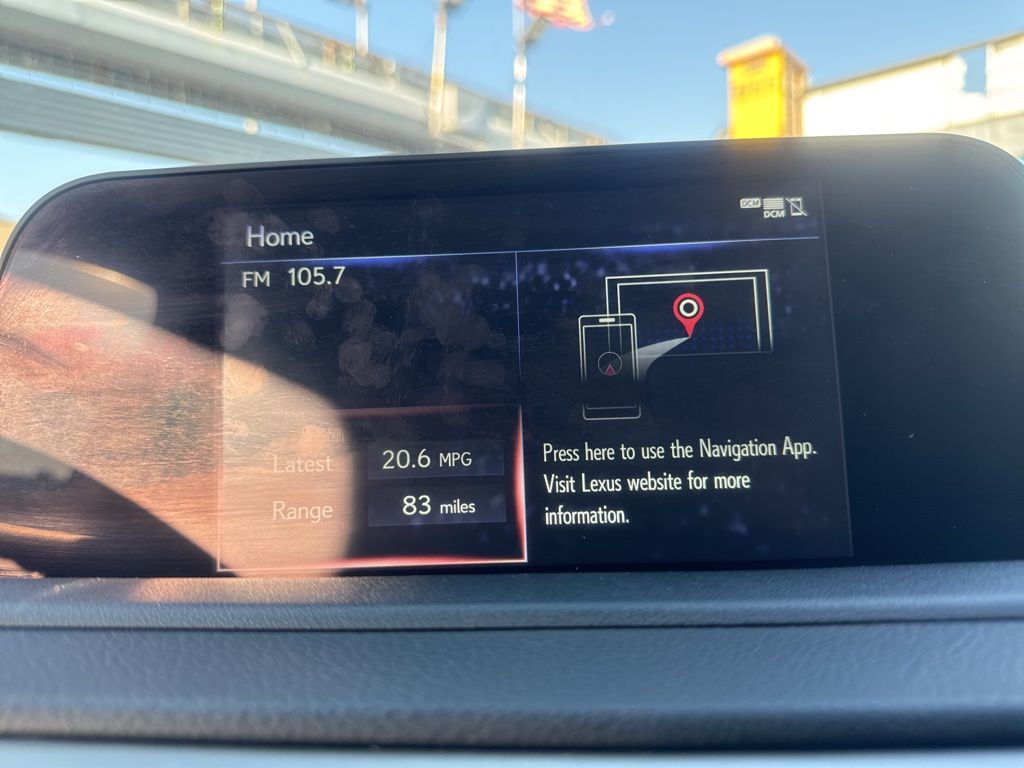 DCM
DCM
Home
FM 105.7
Latest 20.6 MPG
Range 83 miles
Press here to use the Navigation App.
Visit Lexus website for more
information.